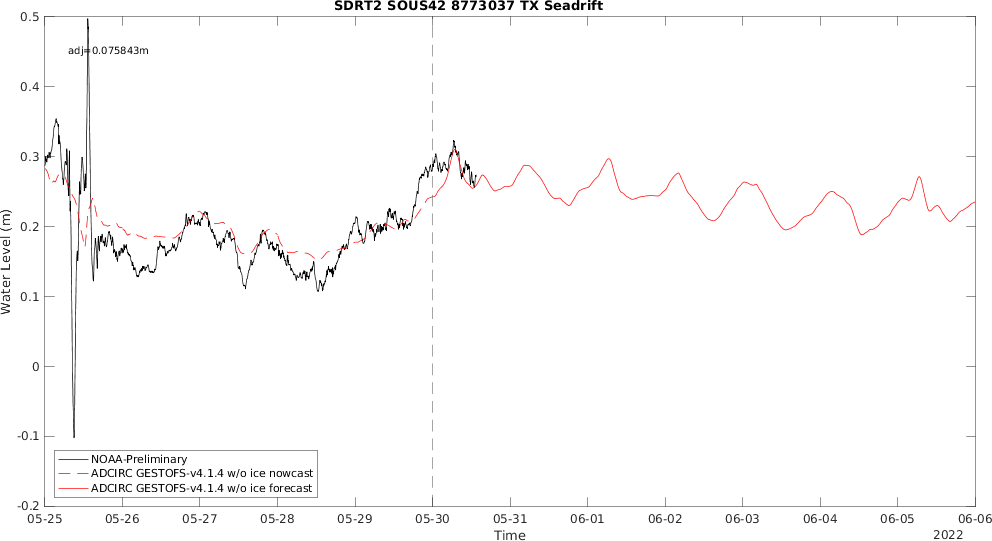 SDRT2 SOUS42 8773037 TX Seadrift
adj=0.075843m
Water Level (m)
0.5
0.4
0.3
0.2
0.1
0
-0.1
-0.2
NOAA-Preliminary
ADCIRC GESTOFS-v4.1.4 w/o ice nowcast
ADCIRC GESTOFS-v4.1.4 w/o ice forecast
05-25 05-26 05-27 05-28 05-29 05-30 05-31 06-01 06-02 06-03 06-04 06-05 06-06
Time
2022